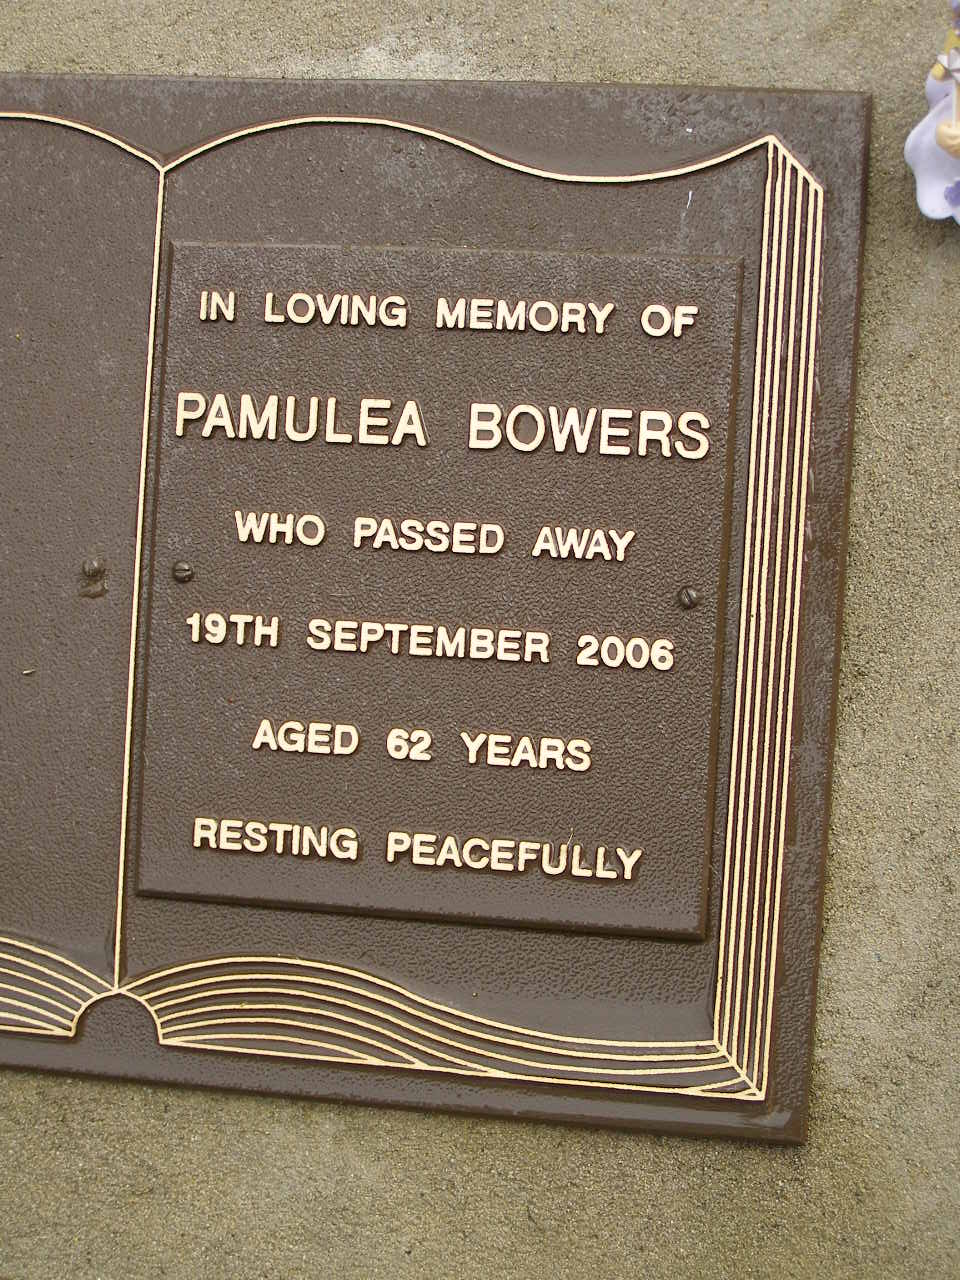 IN LOVING MEMORY OF
PAMULEA BOWERS
WHO PASSED AWAY
19TH SEPTEMBER 2006
AGED 62 YEARS
RESTING PEACEFULLY